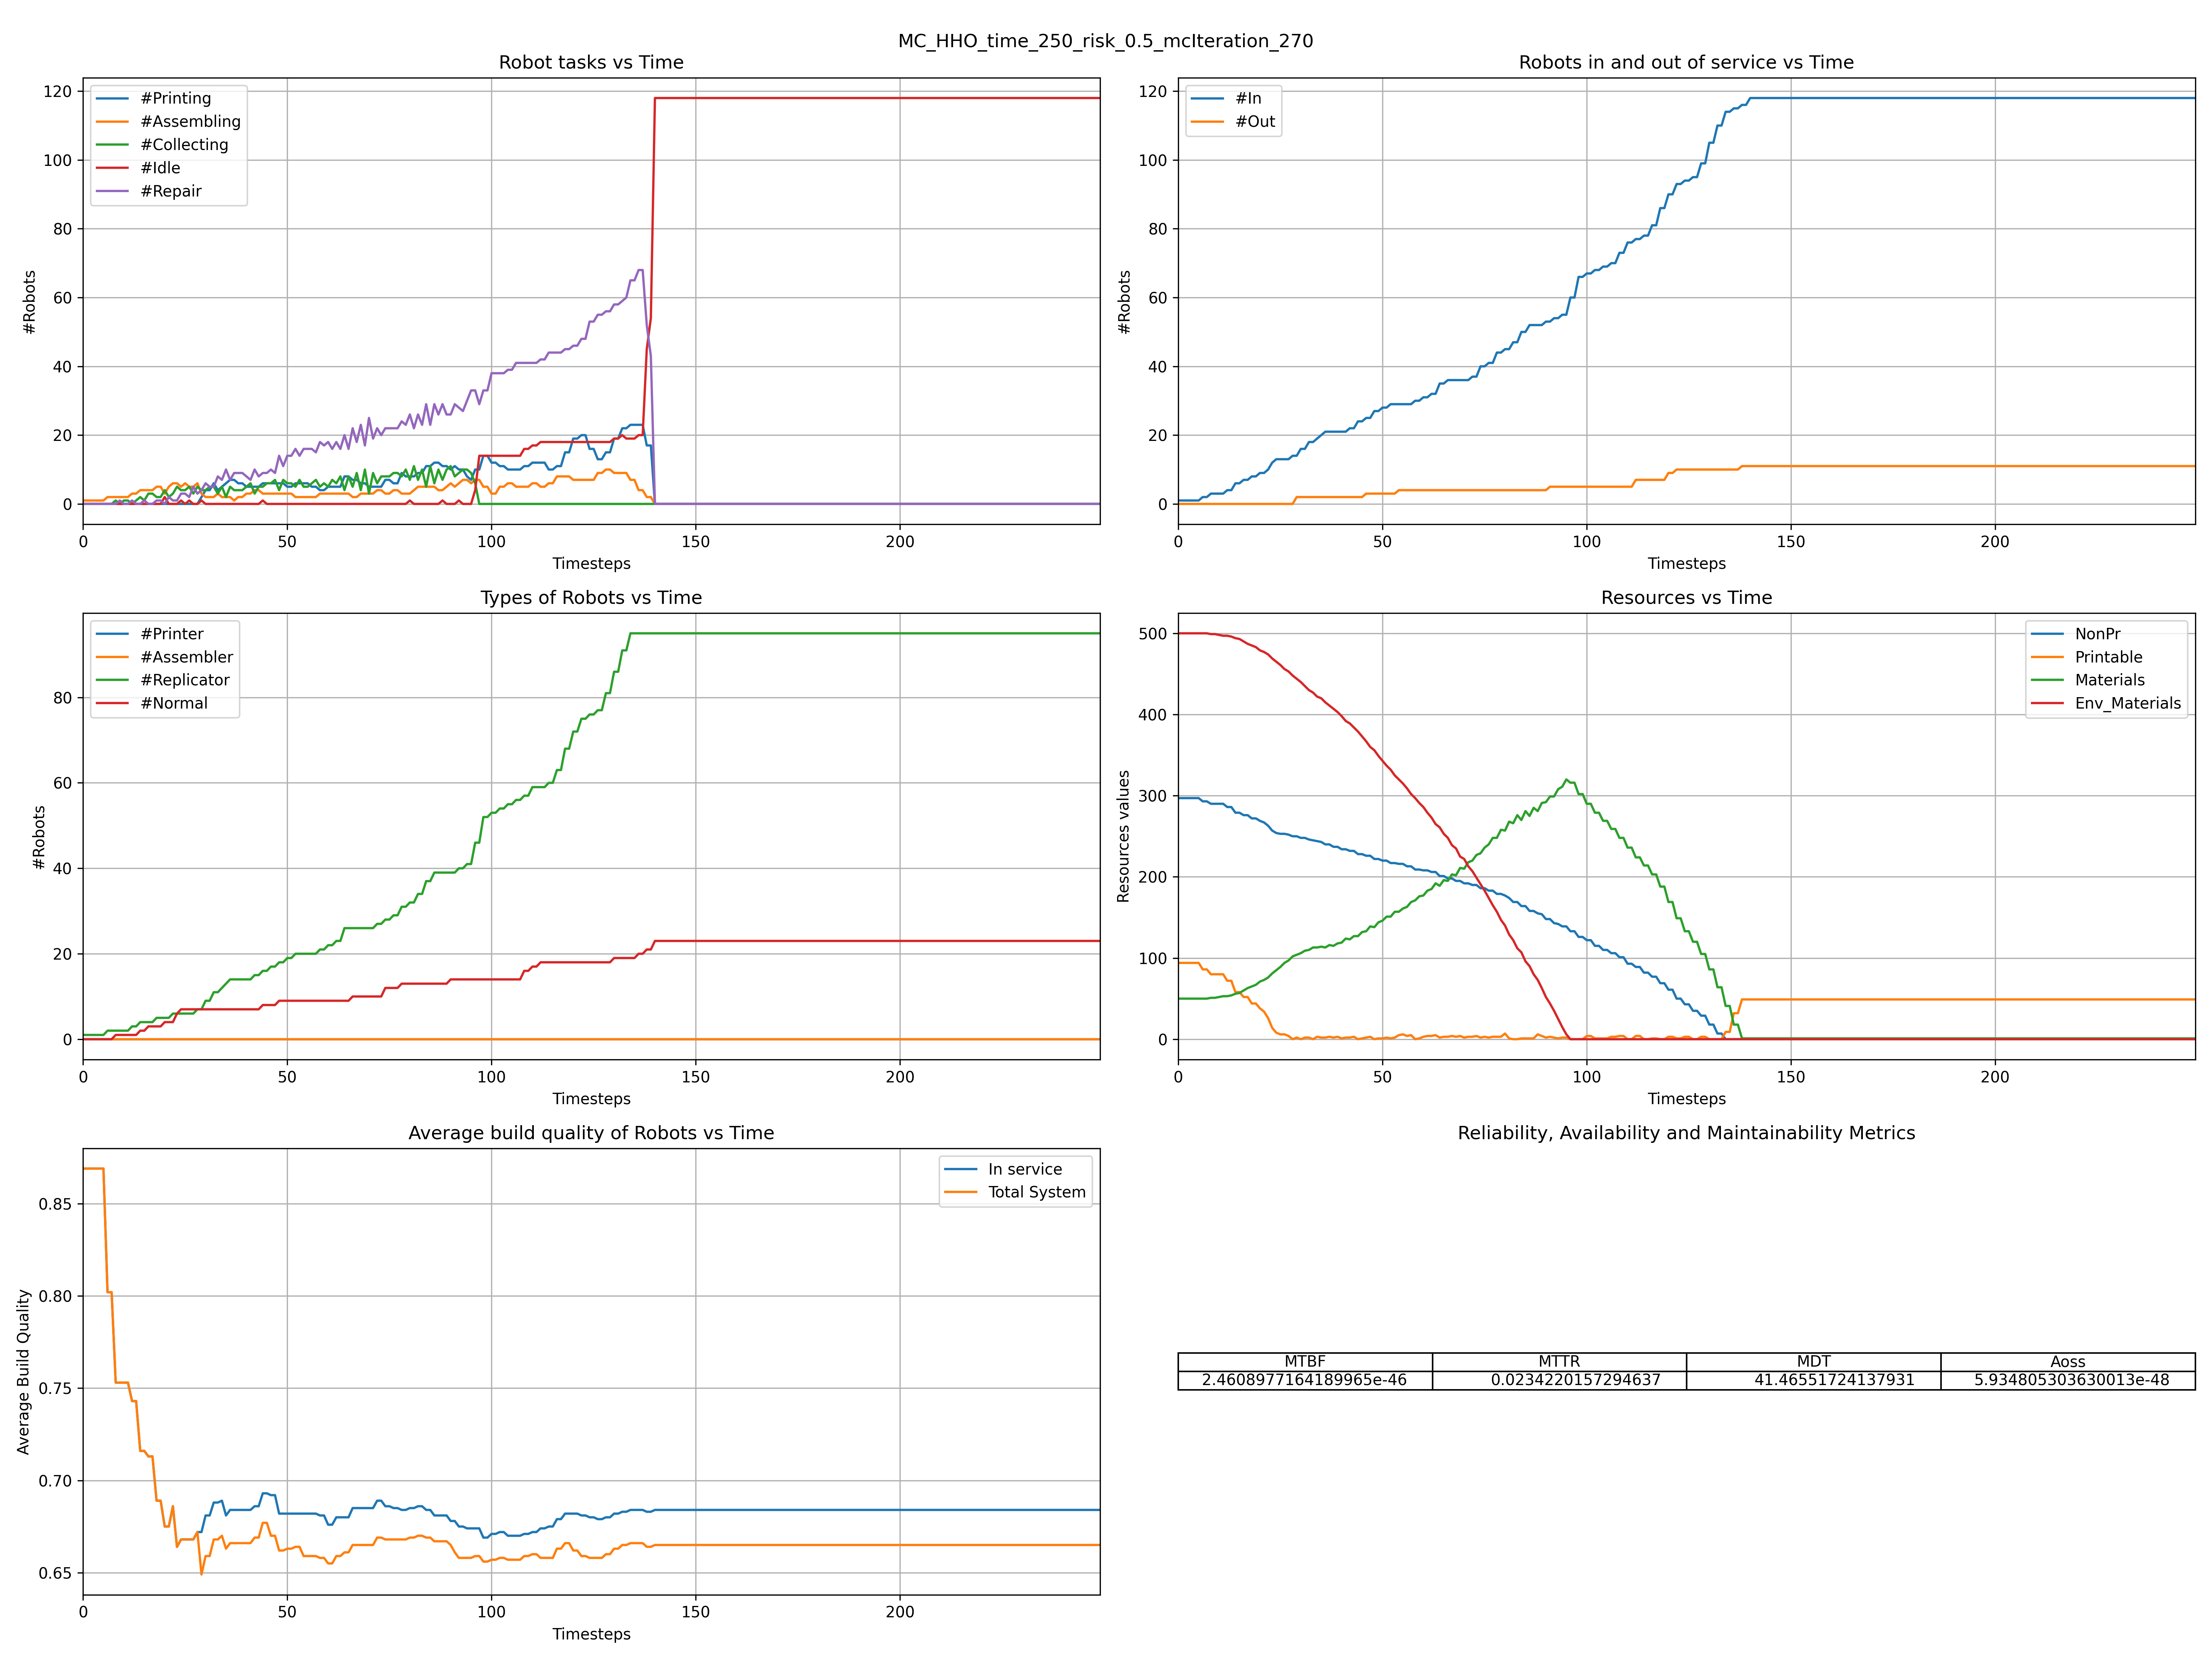 MC_HHO_time_250_risk_0.5_mcIteration_270
Robot tasks vs Time
120
100
80
60
40
20
0
#Robots
#Printing
#Assembling
#Collecting
#Idle
#Repair
0 50 100 150 200
Timesteps
Robots in and out of service vs Time
120
100
80
60
40
20
0
#Robots
#In
#Out
0 50 100 150 200
Timesteps
Types of Robots vs Time
80
60
40
20
0
#Robots
#Printer
#Assembler
#Replicator
#Normal
0 50 100 150 200
Timesteps
Resources vs Time
500
400
300
200
100
0
Resources values
NonPr
Printable
Materials
Env_Materials
0 50 100 150 200
Timesteps
Average build quality of Robots vs Time
0.85
0.80
0.75
0.70
0.65
Average Build Quality
In service
Total System
0 50 100 150 200
Timesteps
Reliability, Availability and Maintainability Metrics
MTBF MTTR MDT Aoss
2.4608977164189965e-46 0.0234220157294637 41.46551724137931 5.934805303630013e-48